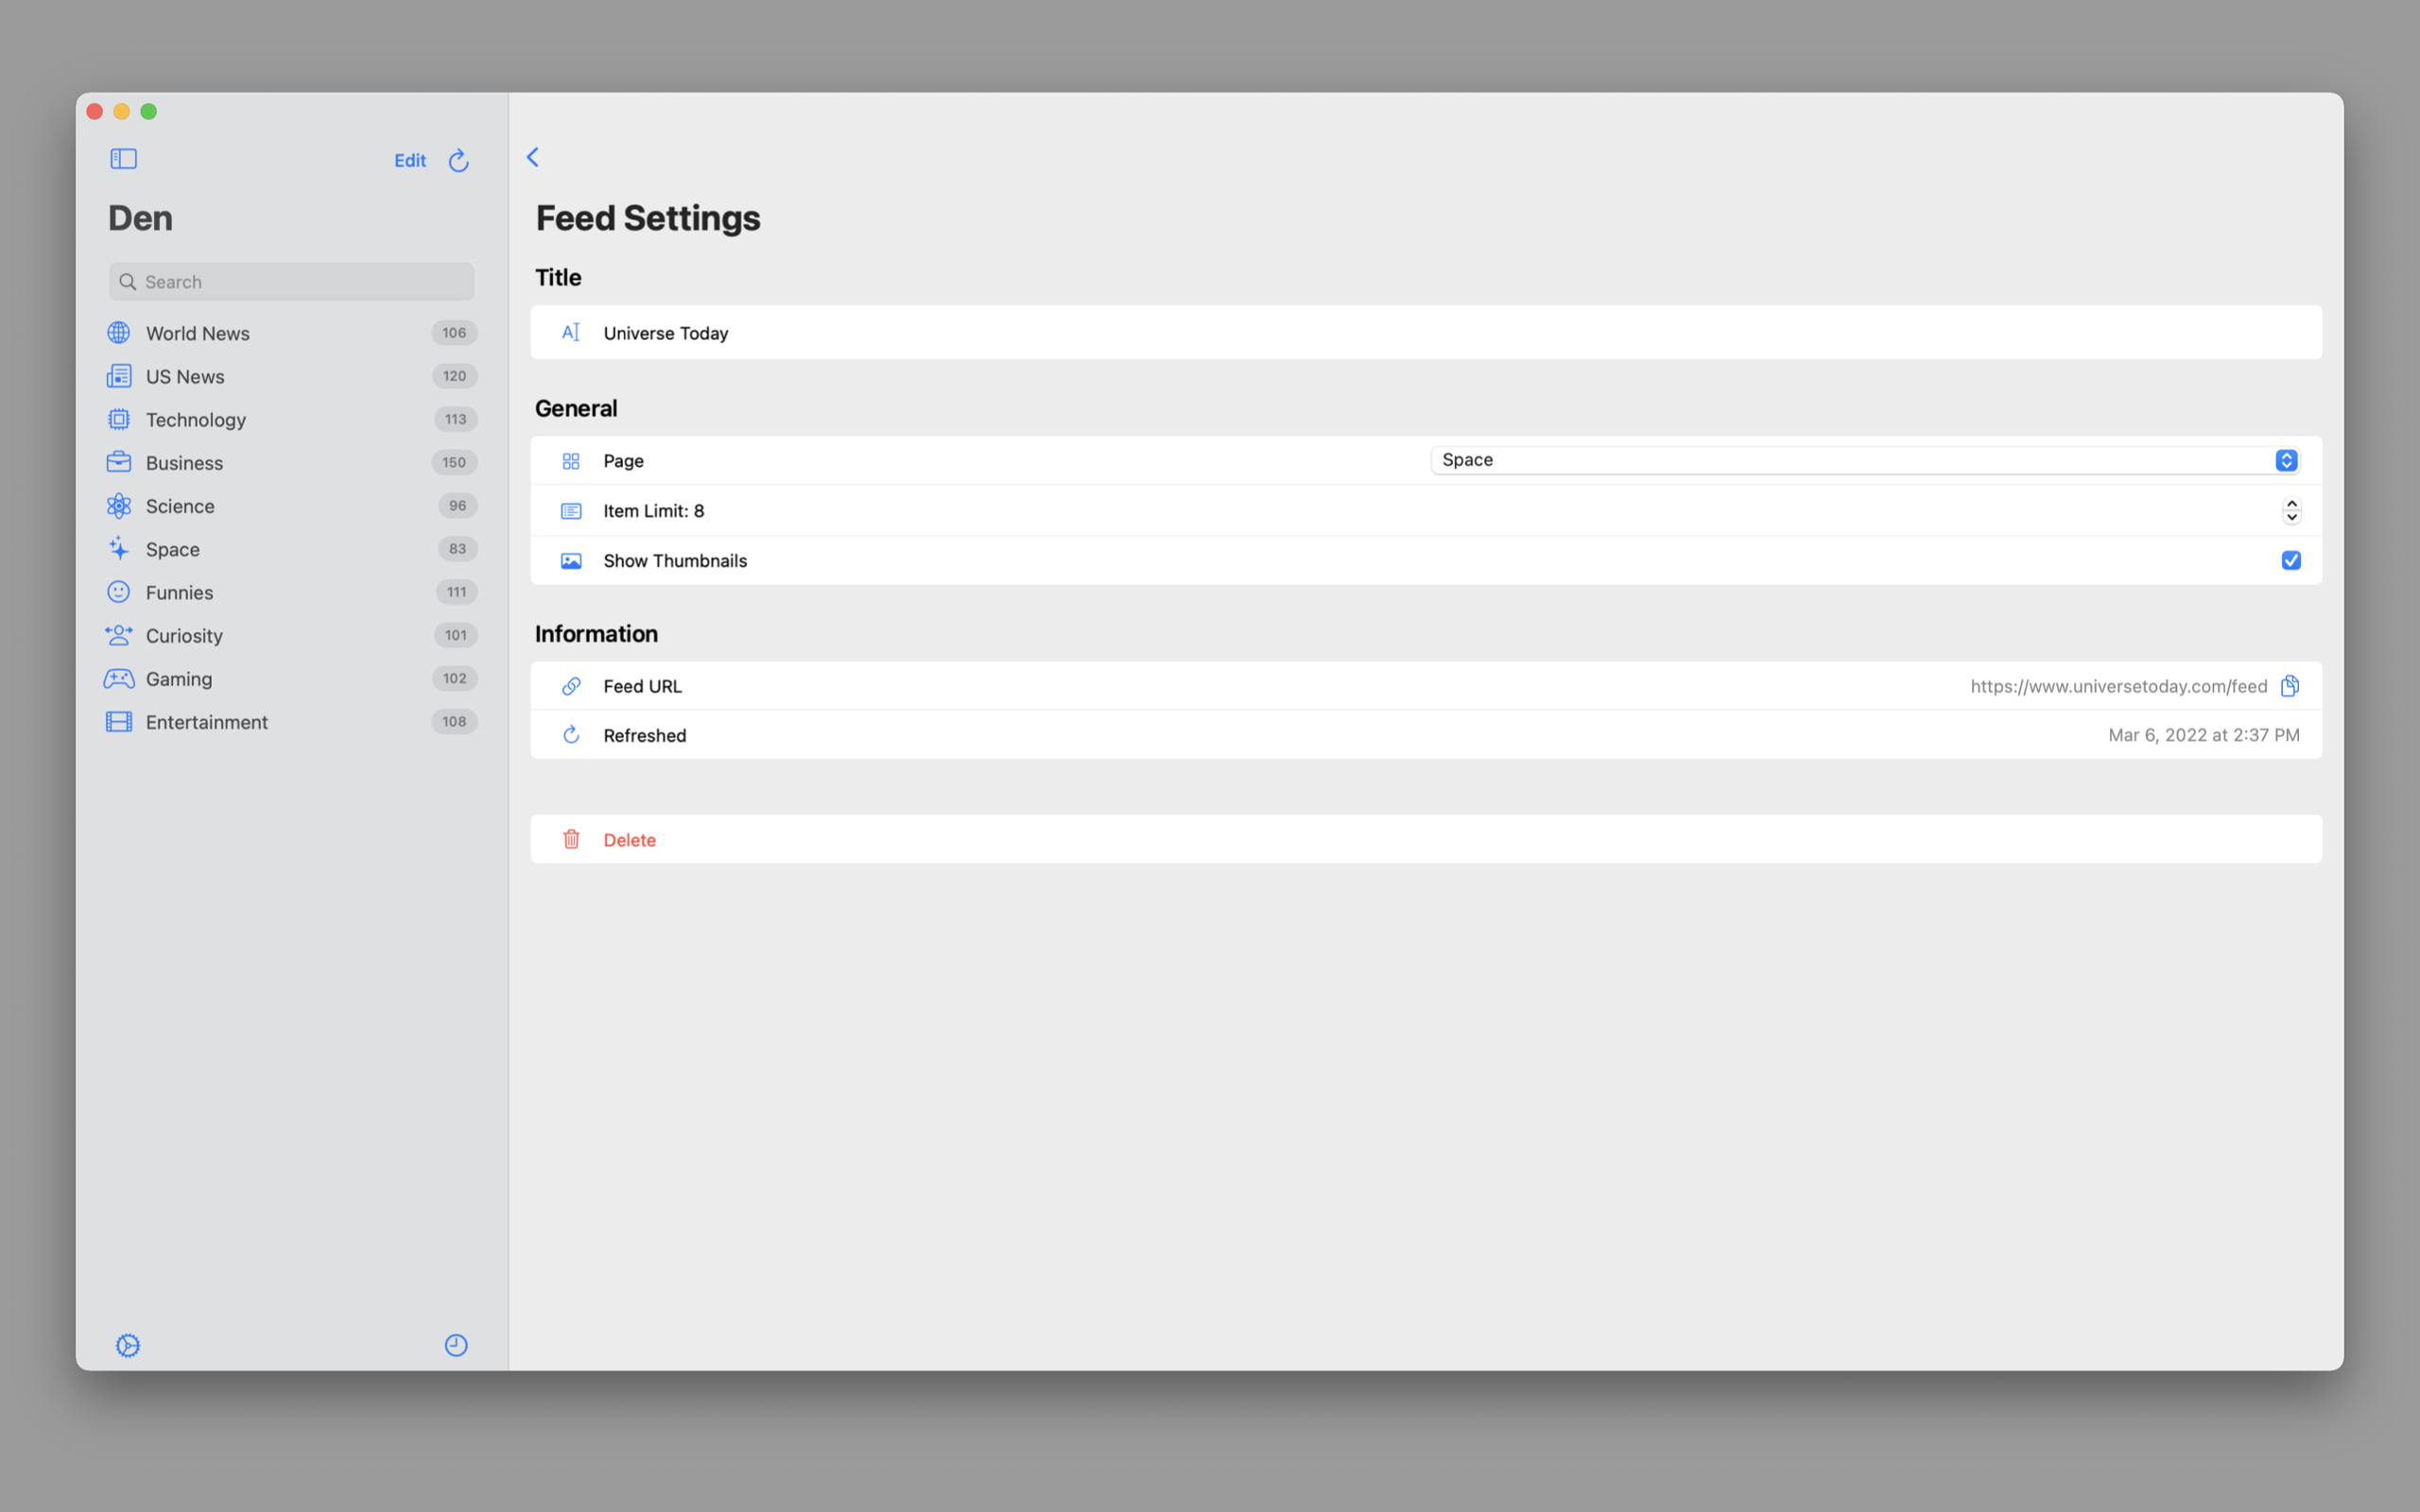 Edit
Den
Search
World News 106
US News 120
Technology 113
Business 150
Science 96
Space 83
Funnies 111
Curiosity 101
Gaming 102
Entertainment 108
Feed Settings
Title
Universe Today
General
Page Space
Item Limit: 8
Show Thumbnails
Information
Feed URL https://www.universetoday.com/feed
Refreshed Mar 6, 2022 at 2:37 PM
Delete